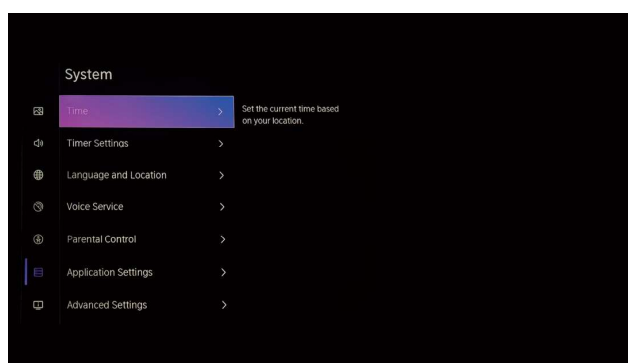 System
Time
Set the current time based
on your location.
Timer Settings
Language and Location
Voice Service
Parental Control
Application Settings
Advanced Settings